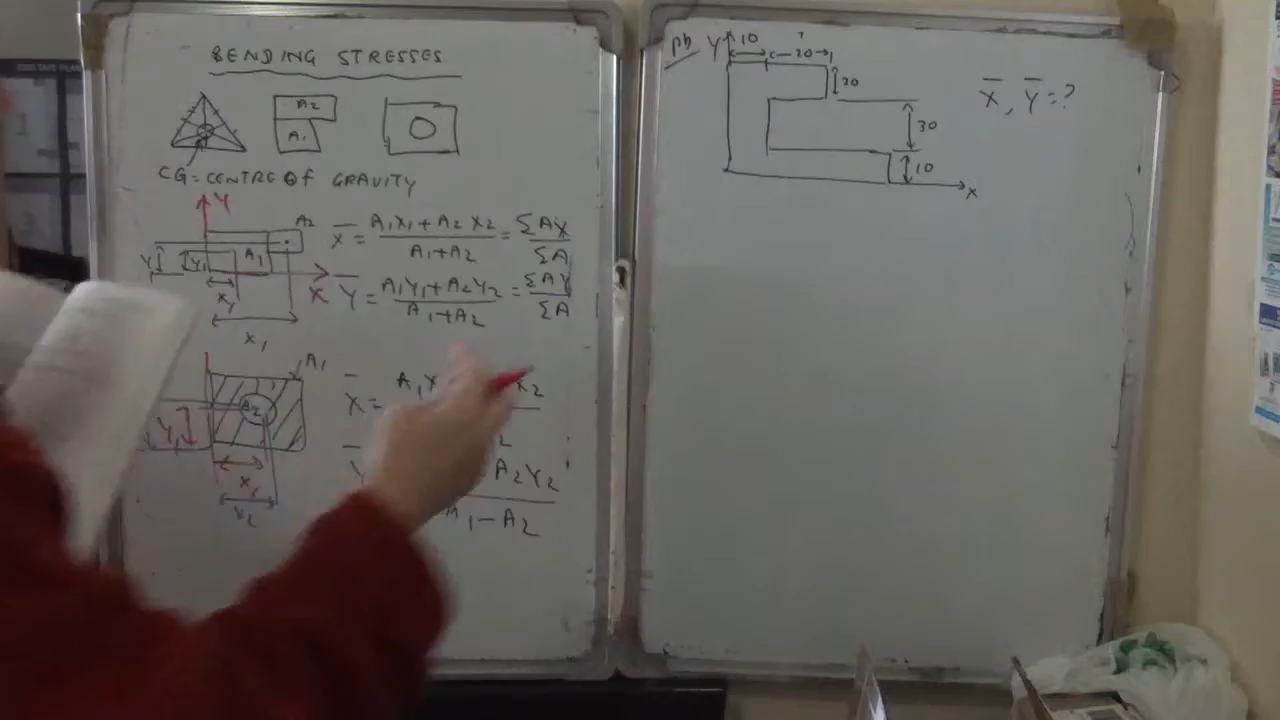 BENDING STRESSES
A2
A1
CG = CENTRE OF GRAVITY
Y
A2
A1
Y1
X
X1
X1
X̄ = A1X1 + A2X2 / A1 + A2 = ΣAX / ΣA
Ȳ = A1Y1 + A2Y2 / A1 + A2 = ΣAY / ΣA
A1
A2
Y1
X1
X2
X̄ =
A2Y2
A1 - A2
Pb
Y
10
20
20
30
10
X
X̄, Ȳ = ?